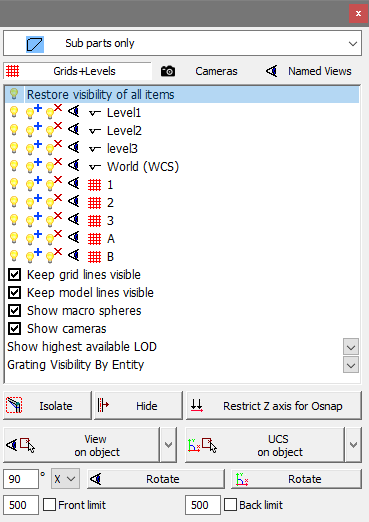 Sub parts only
Grids+Levels Cameras Named Views
Restore visibility of all items
Level1
Level2
level3
World (WCS)
1
2
3
A
B
Keep grid lines visible
Keep model lines visible
Show macro spheres
Show cameras
Show highest available LOD
Grating Visibility By Entity
Isolate Hide Restrict Z axis for Osnap
View
on object
UCS
on object
90 ° X Rotate Rotate
500 Front limit 500 Back limit